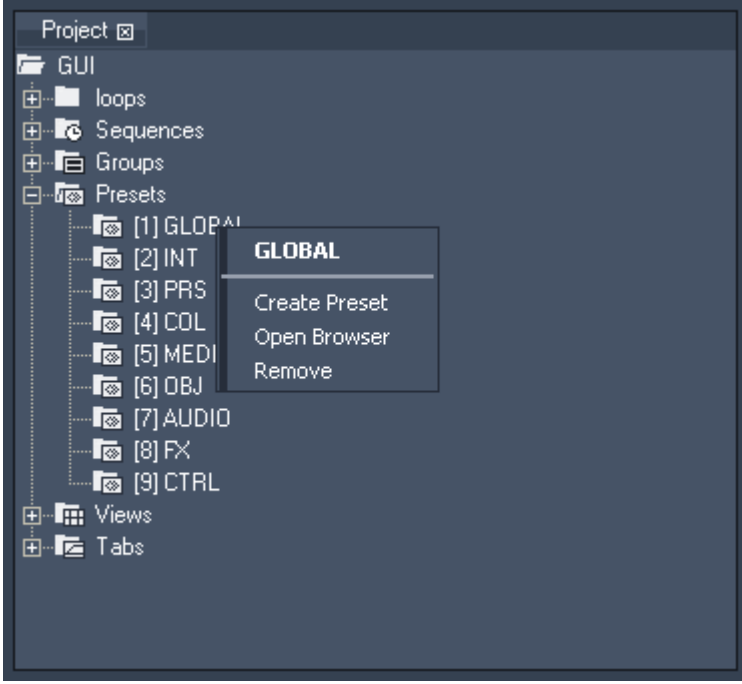 Project
GUI
loops
Sequences
Groups
Presets
[1] GLOBAL
[2] INT
[3] PRS
[4] COL
[5] MEDI
[6] OBJ
[7] AUDIO
[8] FX
[9] CTRL
Views
Tabs
GLOBAL
Create Preset
Open Browser
Remove